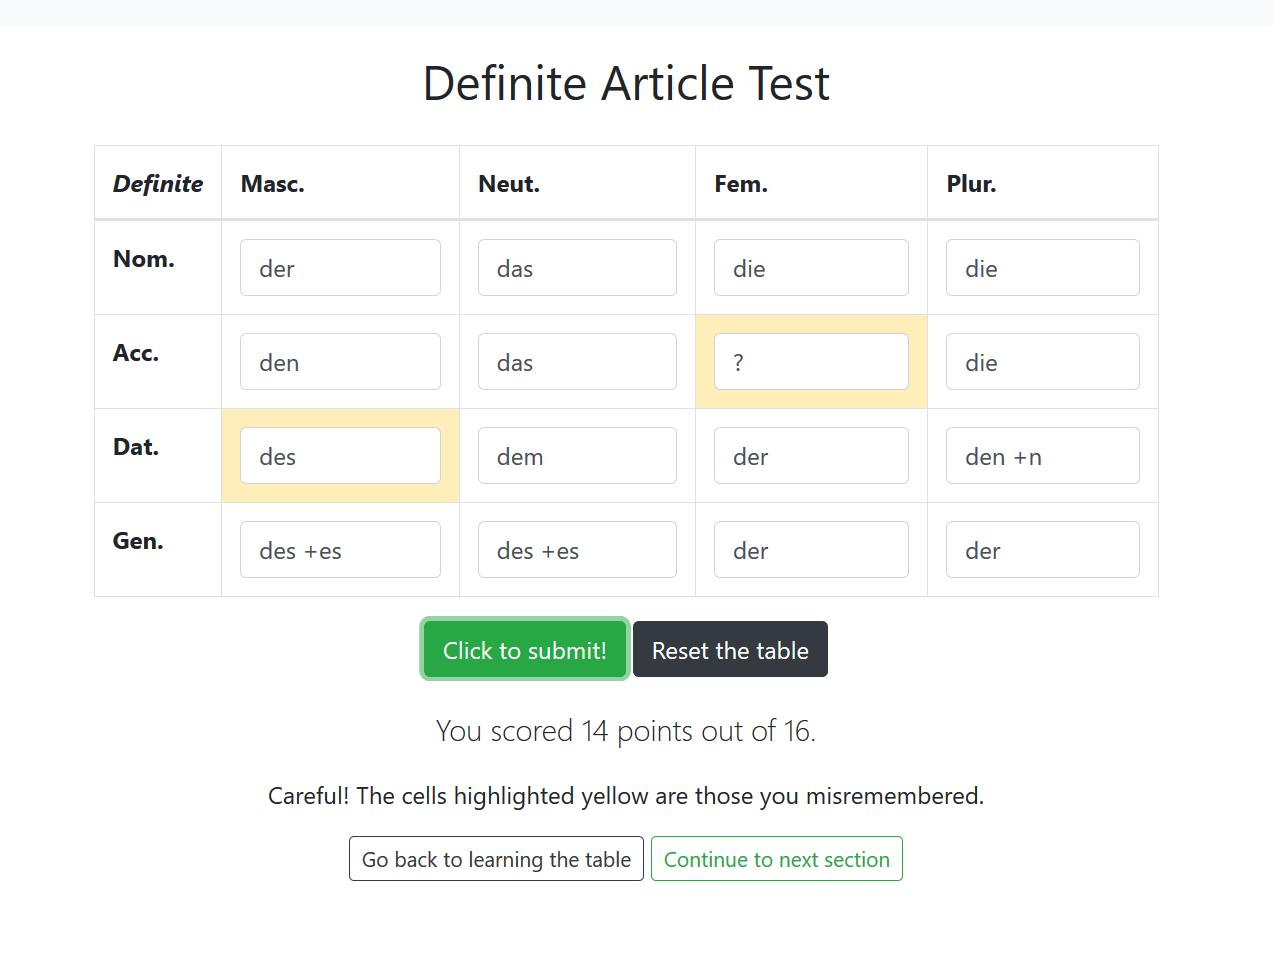 Definite Article Test
Definite Masc. Neut. Fem. Plur.
Nom. der das die die
Acc. den das ? die
Dat. des dem der den +n
Gen. des +es des +es der der
Click to submit! Reset the table
You scored 14 points out of 16.
Careful! The cells highlighted yellow are those you misremembered.
Go back to learning the table Continue to next section